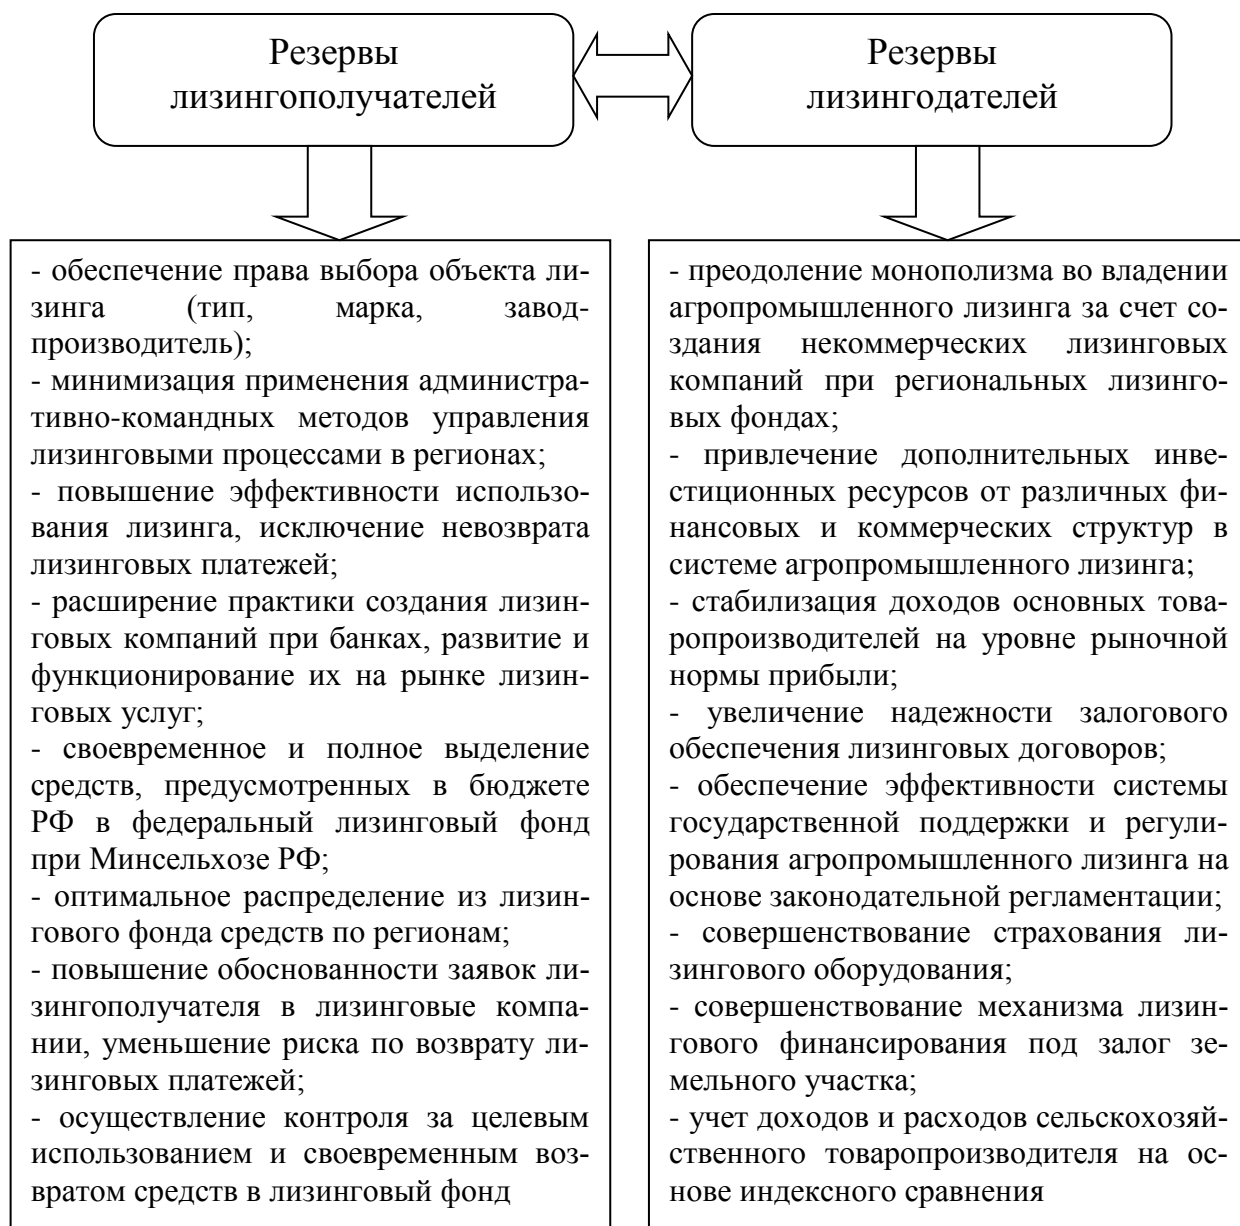 Резервы
лизингополучателей
Резервы
лизингодателей
- обеспечение права выбора объекта ли-
зинга (тип, марка, завод-
производитель);
- минимизация применения администра-
тивно-командных методов управления
лизинговыми процессами в регионах;
- повышение эффективности использо-
вания лизинга, исключение невозврата
лизинговых платежей;
- расширение практики создания лизин-
говых компаний при банках, развитие и
функционирование их на рынке лизин-
говых услуг;
- своевременное и полное выделение
средств, предусмотренных в бюджете
РФ в федеральный лизинговый фонд
при Минсельхозе РФ;
- оптимальное распределение из лизин-
гового фонда средств по регионам;
- повышение обоснованности заявок ли-
зингополучателя в лизинговые компа-
нии, уменьшение риска по возврату ли-
зинговых платежей;
- осуществление контроля за целевым
использованием и своевременным воз-
вратом средств в лизинговый фонд
- преодоление монополизма во владении
агропромышленного лизинга за счет со-
здания некоммерческих лизинговых
компаний при региональных лизинго-
вых фондах;
- привлечение дополнительных инве-
стиционных ресурсов от различных фи-
нансовых и коммерческих структур в
системе агропромышленного лизинга;
- стабилизация доходов основных това-
ропроизводителей на уровне рыночной
нормы прибыли;
- увеличение надежности залогового
обеспечения лизинговых договоров;
- обеспечение эффективности системы
государственной поддержки и регули-
рования агропромышленного лизинга на
основе законодательной регламентации;
- совершенствование страхования ли-
зингового оборудования;
- совершенствование механизма лизин-
гового финансирования под залог зе-
мельного участка;
- учет доходов и расходов сельскохозяй-
ственного товаропроизводителя на ос-
нове индексного сравнения